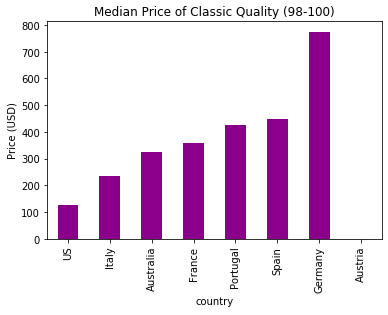 Median Price of Classic Quality (98-100)
Price (USD)
800
700
600
500
400
300
200
100
0
US
Italy
Australia
France
Portugal
Spain
Germany
Austria
country